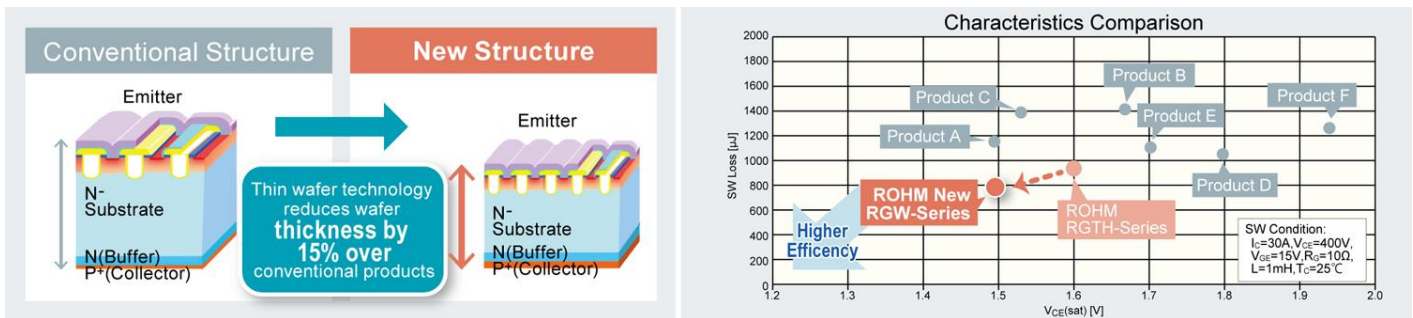 Conventional Structure
New Structure
Emitter
N-
Substrate
N(Buffer)
P+(Collector)
Thin wafer technology
reduces wafer
thickness by
15% over
conventional products
Emitter
N-
Substrate
N(Buffer)
P+(Collector)
Characteristics Comparison
SW Loss [µJ]
2000
1800
1600
1400
1200
1000
800
600
400
200
0
Product C
Product B
Product F
Product A
Product E
Product D
ROHM New
RGW-Series
ROHM
RGTH-Series
Higher
Efficency
SW Condition:
IC=30A,VCE=400V,
VGE=15V,RG=10Ω,
L=1mH,TC=25℃
1.2 1.3 1.4 1.5 1.6 1.7 1.8 1.9 2.0
VCE(sat) [V]